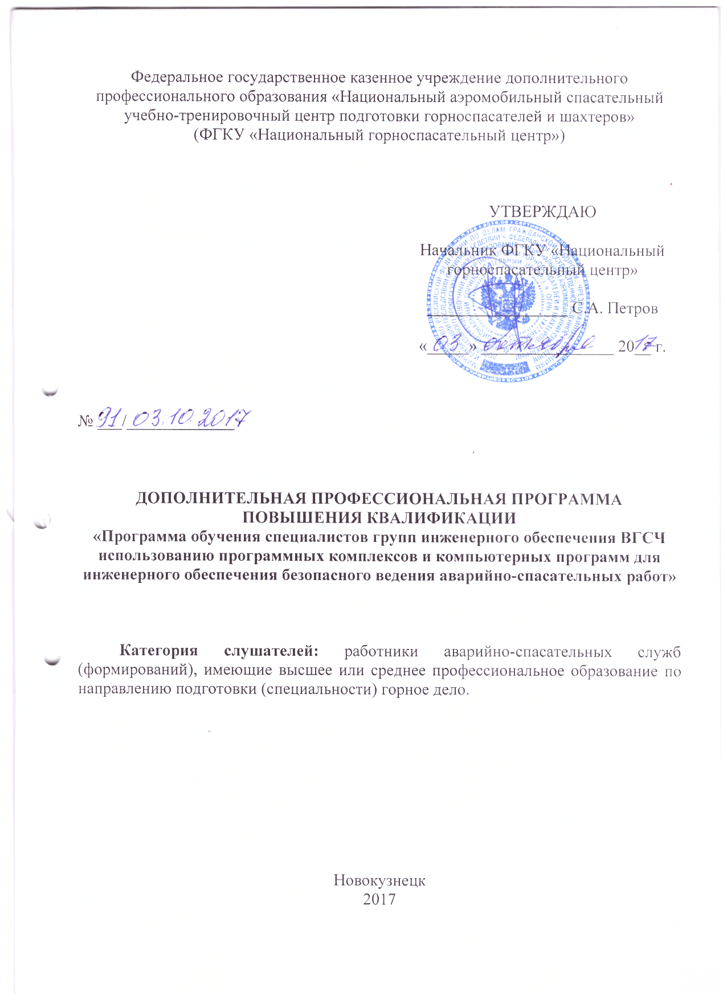 Федеральное государственное казенное учреждение дополнительного
профессионального образования «Национальный аэромобильный спасательный
учебно-тренировочный центр подготовки горноспасателей и шахтеров»
(ФГКУ «Национальный горноспасательный центр»)
УТВЕРЖДАЮ
Начальник ФГКУ «Национальный
горноспасательный центр»
С.А. Петров
«03» октября 2017 г.
№ 91/03.10.2017
ДОПОЛНИТЕЛЬНАЯ ПРОФЕССИОНАЛЬНАЯ ПРОГРАММА
ПОВЫШЕНИЯ КВАЛИФИКАЦИИ
«Программа обучения специалистов групп инженерного обеспечения ВГСЧ
использованию программных комплексов и компьютерных программ для
инженерного обеспечения безопасного ведения аварийно-спасательных работ»
Категория слушателей: работники аварийно-спасательных служб
(формирований), имеющие высшее или среднее профессиональное образование по
направлению подготовки (специальности) горное дело.
Новокузнецк
2017